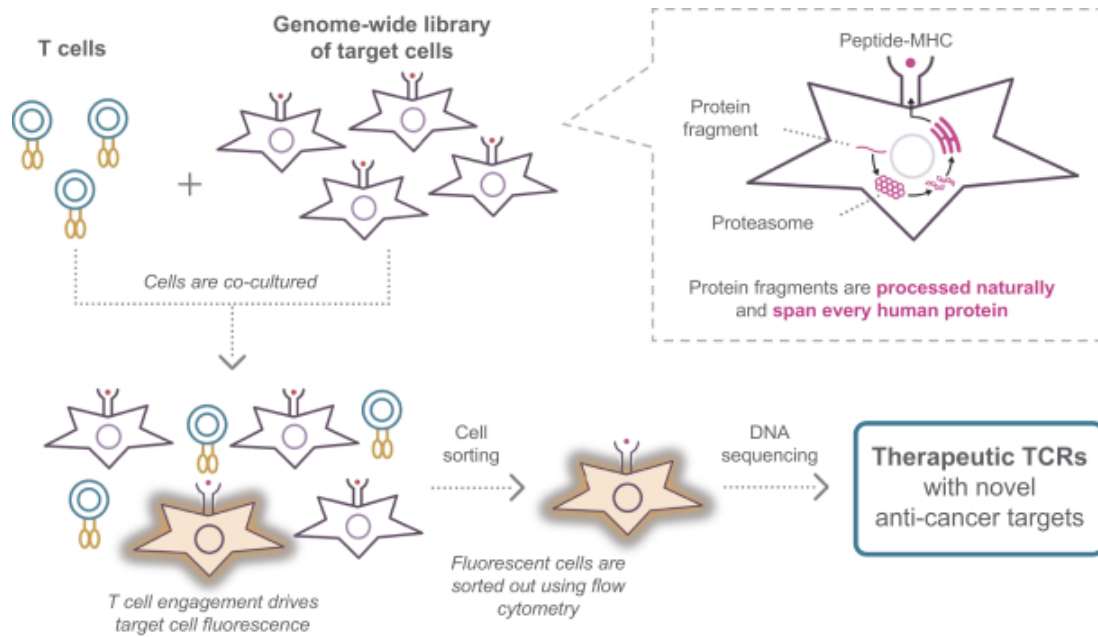 T cells
Genome-wide library
of target cells
Peptide-MHC
Protein
fragment
Proteasome
Protein fragments are processed naturally
and span every human protein
Cells are co-cultured
Cell
sorting
DNA
sequencing
Therapeutic TCRs
with novel
anti-cancer targets
T cell engagement drives
target cell fluorescence
Fluorescent cells are
sorted out using flow
cytometry